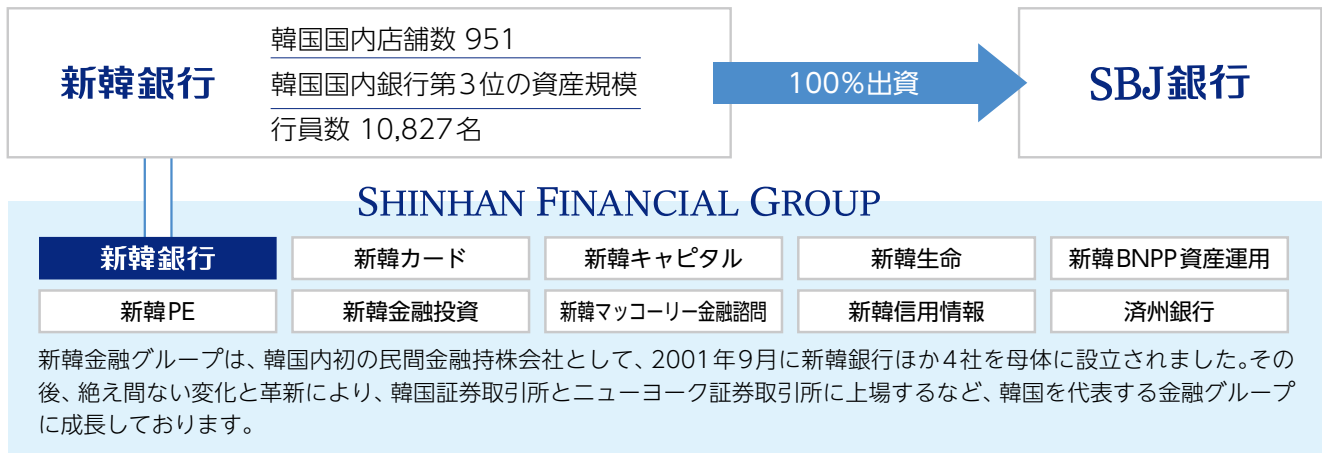 新韓銀行
韓国国内店舗数 951
韓国国内銀行第3位の資産規模
行員数 10,827名
100%出資
SBJ銀行
SHINHAN FINANCIAL GROUP
新韓銀行 新韓カード 新韓キャピタル 新韓生命 新韓BNPP資産運用
新韓PE 新韓金融投資 新韓マッコーリー金融諮問 新韓信用情報 済州銀行
新韓金融グループは、韓国内初の民間金融持株会社として、2001年9月に新韓銀行ほか4社を母体に設立されました。その
後、絶え間ない変化と革新により、韓国証券取引所とニューヨーク証券取引所に上場するなど、韓国を代表する金融グループ
に成長しております。